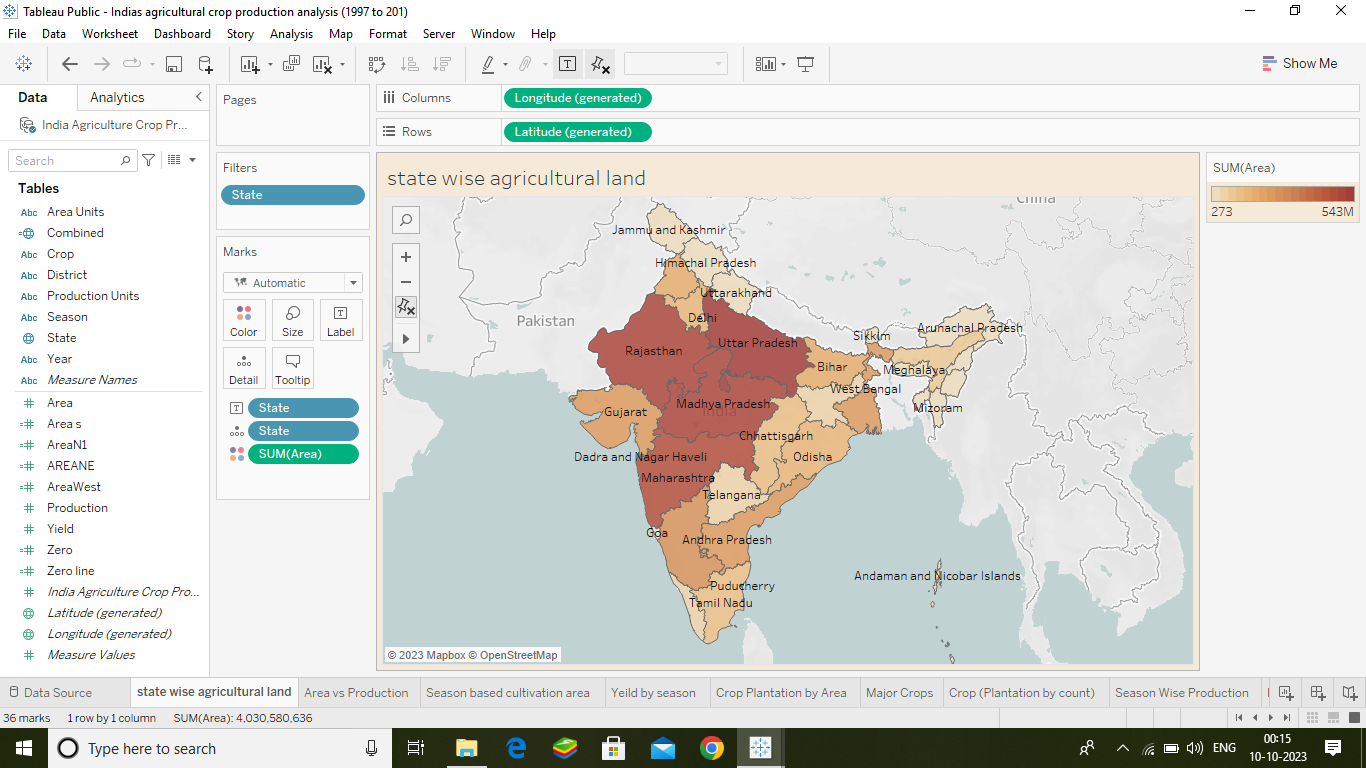 Tableau Public - Indias agricultural crop production analysis (1997 to 201)
File Data Worksheet Dashboard Story Analysis Map Format Server Window Help
Show Me
Data Analytics
India Agriculture Crop Pr...
Search
Tables
Abc Area Units
Combined
Abc Crop
Abc District
Abc Production Units
Abc Season
State
Abc Year
Abc Measure Names
Area
Area s
AreaN1
AREANE
AreaWest
Production
Yield
Zero
Zero line
India Agriculture Crop Pro...
Latitude (generated)
Longitude (generated)
Measure Values
Pages
Filters
State
Marks
Automatic
Color Size Label
Detail Tooltip
State
State
SUM(Area)
Columns Longitude (generated)
Rows Latitude (generated)
state wise agricultural land
China
Jammu and Kashmir
Himachal Pradesh
Uttarakhand
Pakistan
Delhi
Arunachal Pradesh
Sikkim
Uttar Pradesh
Rajasthan
Bihar
Meghalaya
West Bengal
Madhya Pradesh
Mizoram
India
Gujarat
Chhattisgarh
Dadra and Nagar Haveli
Odisha
Maharashtra
Telangana
Goa
Andhra Pradesh
Andaman and Nicobar Islands
Puducherry
Tamil Nadu
© 2023 Mapbox © OpenStreetMap
SUM(Area)
273 543M
Data Source state wise agricultural land Area vs Production Season based cultivation area Yeild by season Crop Plantation by Area Major Crops Crop (Plantation by count) Season Wise Production
36 marks 1 row by 1 column SUM(Area): 4,030,580,636
Type here to search
ENG
00:15
10-10-2023